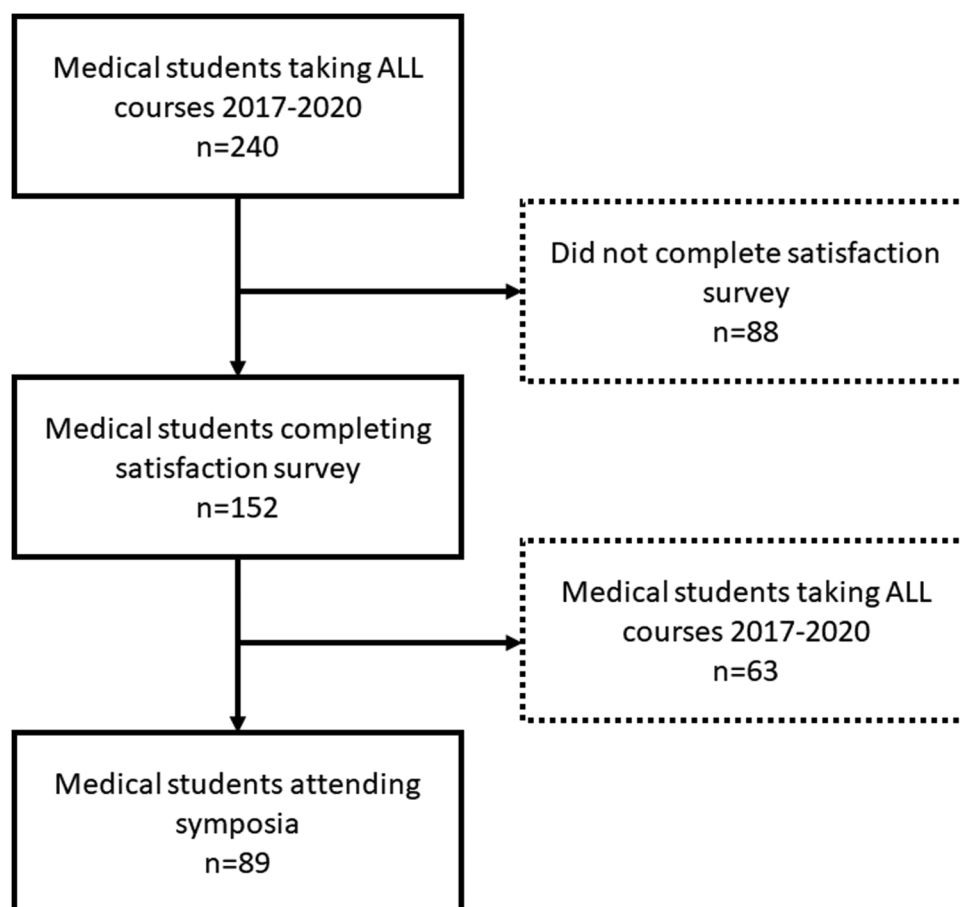 Medical students taking ALL
courses 2017-2020
n=240
Did not complete satisfaction
survey
n=88
Medical students completing
satisfaction survey
n=152
Medical students taking ALL
courses 2017-2020
n=63
Medical students attending
symposia
n=89